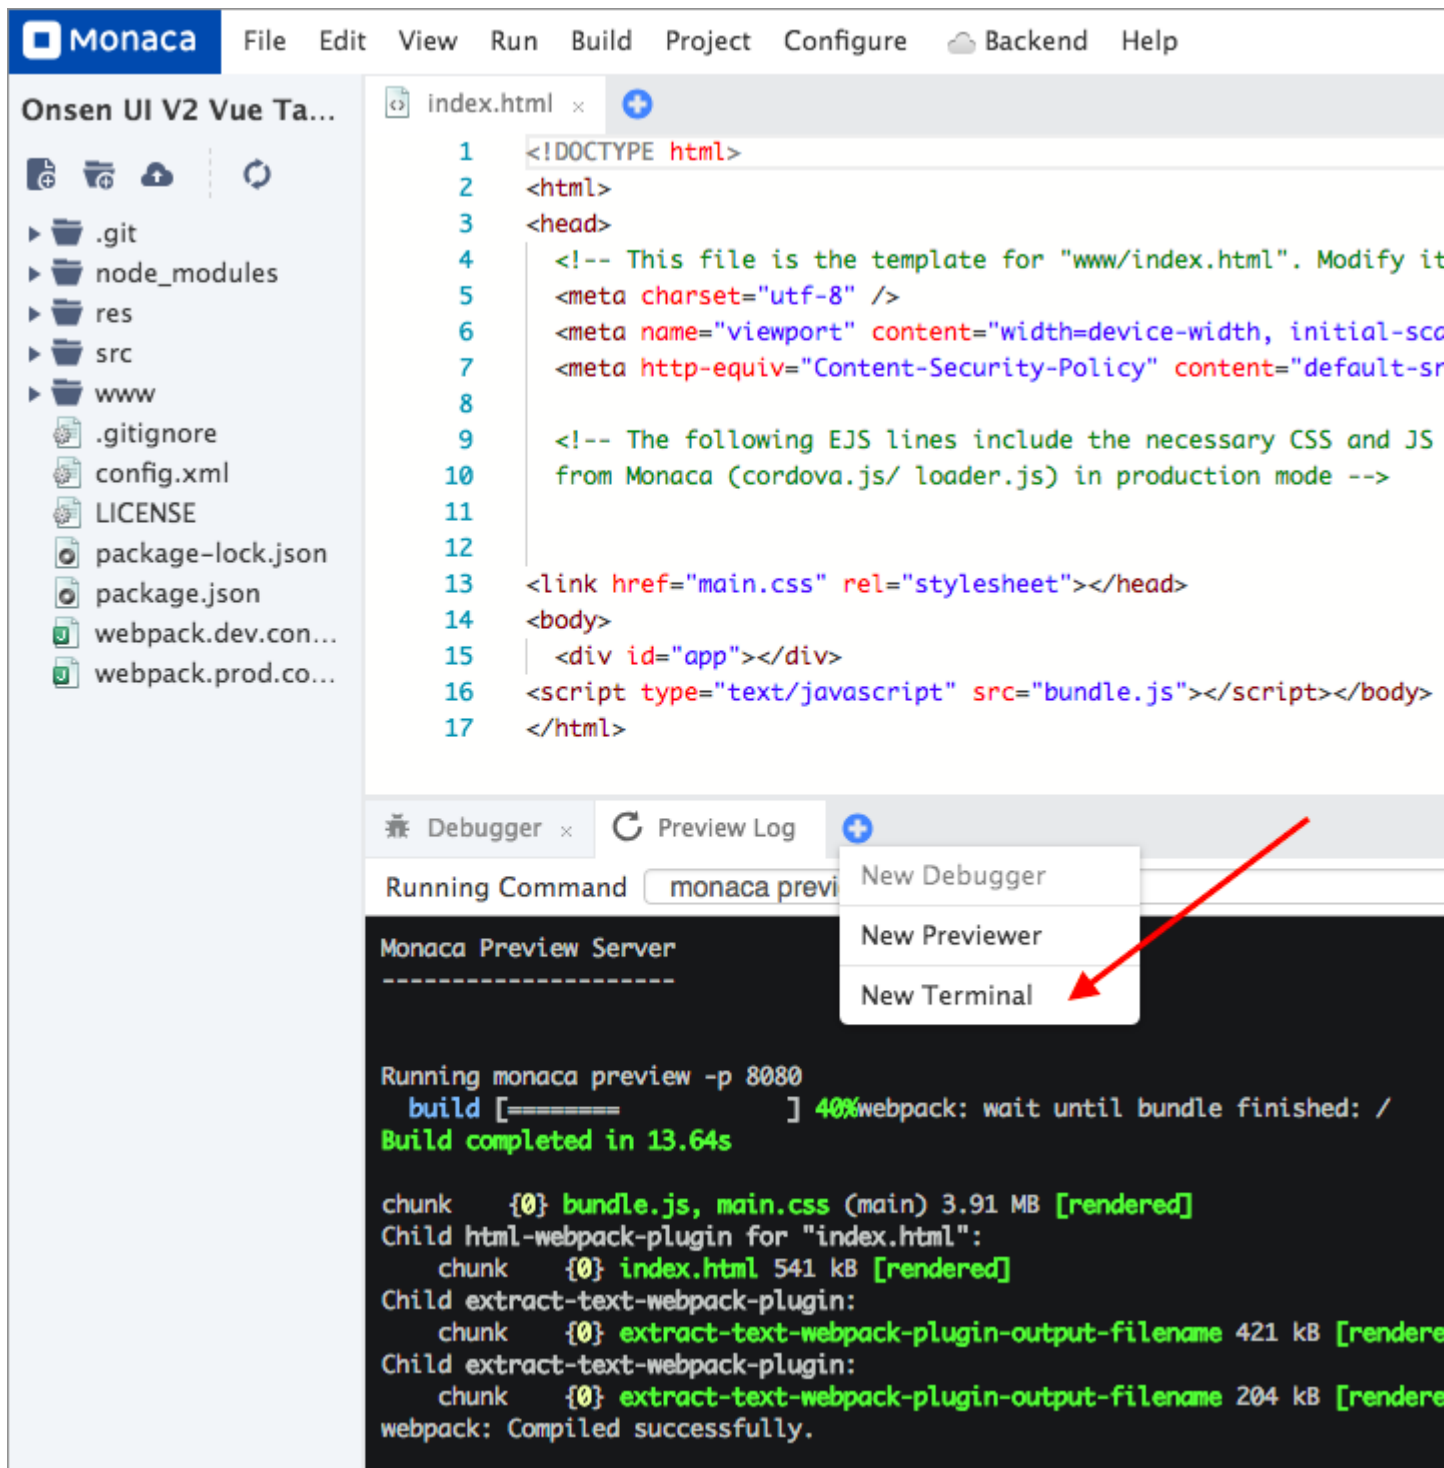 Monaca File Edit View Run Build Project Configure Backend Help
Onsen UI V2 Vue Ta...
.git
node_modules
res
src
www
.gitignore
config.xml
LICENSE
package-lock.json
package.json
webpack.dev.con...
webpack.prod.co...
index.html ×
1 <!DOCTYPE html>
2 <html>
3 <head>
4 <!-- This file is the template for "www/index.html". Modify it
5 <meta charset="utf-8" />
6 <meta name="viewport" content="width=device-width, initial-sca
7 <meta http-equiv="Content-Security-Policy" content="default-sr
8
9 <!-- The following EJS lines include the necessary CSS and JS
10 from Monaca (cordova.js/ loader.js) in production mode -->
11
12
13 <link href="main.css" rel="stylesheet"></head>
14 <body>
15 <div id="app"></div>
16 <script type="text/javascript" src="bundle.js"></script></body>
17 </html>
Debugger × Preview Log
Running Command monaca previ
New Debugger
New Previewer
New Terminal
Monaca Preview Server
---------------------
Running monaca preview -p 8080
build [======== ] 40%webpack: wait until bundle finished: /
Build completed in 13.64s
chunk {0} bundle.js, main.css (main) 3.91 MB [rendered]
Child html-webpack-plugin for "index.html":
chunk {0} index.html 541 kB [rendered]
Child extract-text-webpack-plugin:
chunk {0} extract-text-webpack-plugin-output-filename 421 kB [rendere
Child extract-text-webpack-plugin:
chunk {0} extract-text-webpack-plugin-output-filename 204 kB [rendere
webpack: Compiled successfully.